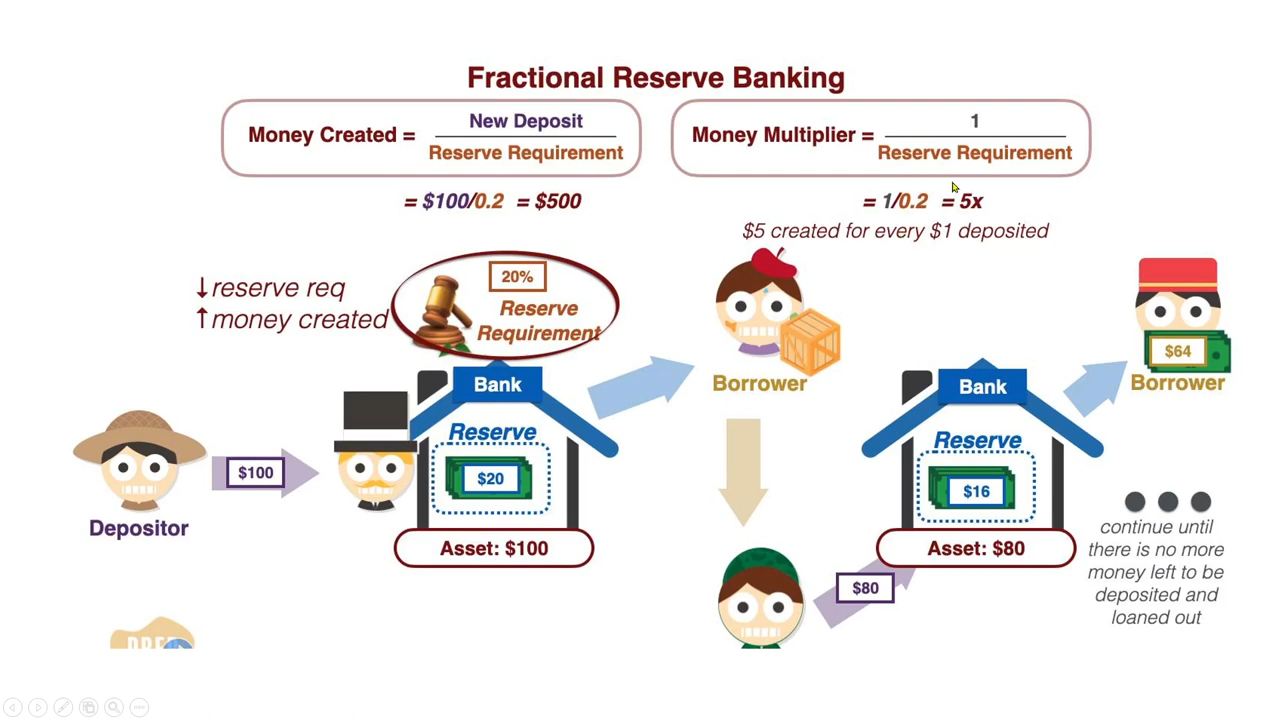 Fractional Reserve Banking
Money Created = New Deposit
Reserve Requirement
Money Multiplier = 1
Reserve Requirement
= $100/0.2 = $500
= 1/0.2 = 5x
$5 created for every $1 deposited
↓reserve req
↑money created
20%
Reserve
Requirement
Bank
Reserve
$20
Asset: $100
$100
Depositor
Borrower
$80
Bank
Reserve
$16
Asset: $80
$64
Borrower
continue until
there is no more
money left to be
deposited and
loaned out